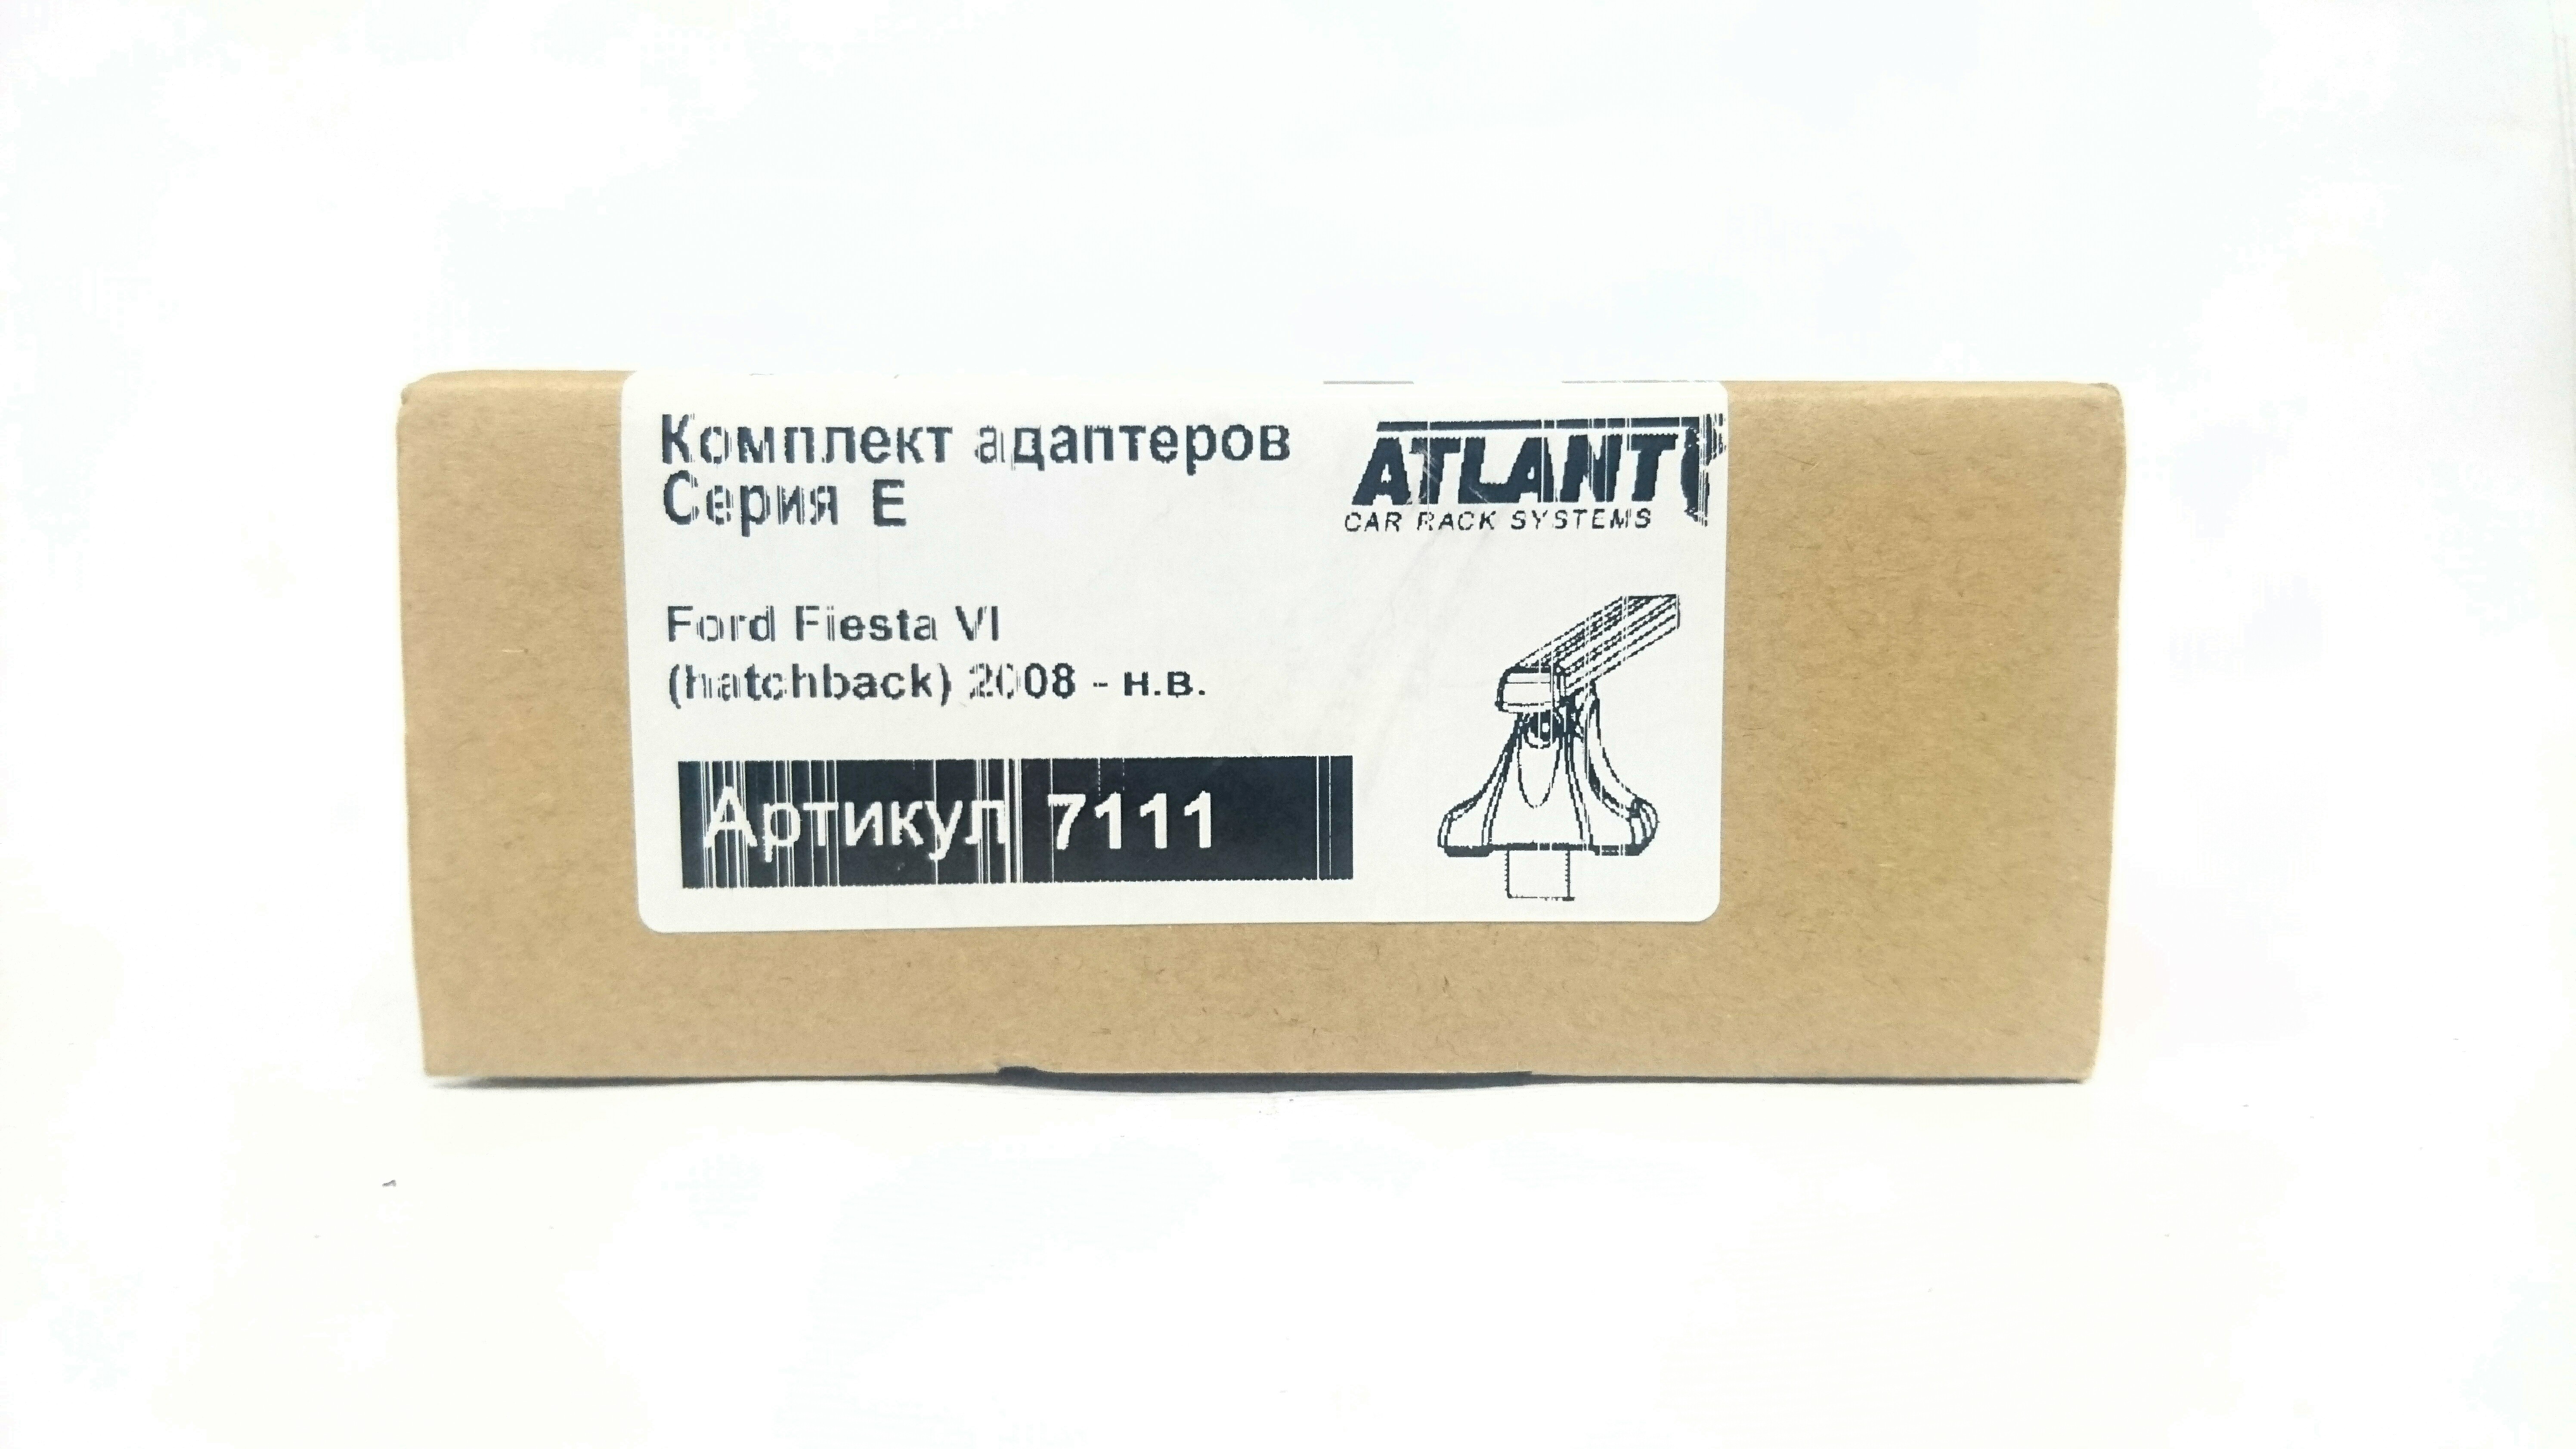 Комплект адаптеров
Серия E
ATLANT
CAR RACK SYSTEMS
Ford Fiesta VI
(hatchback) 2008 - н.в.
Артикул 7111